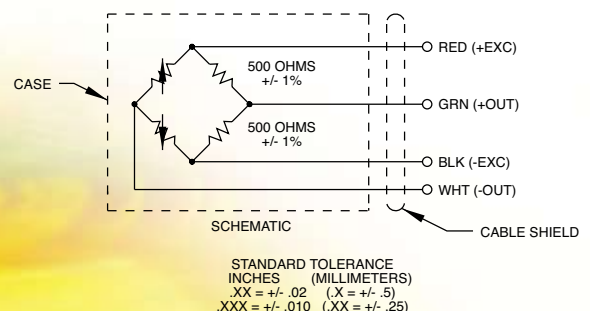 RED (+EXC)
500 OHMS
+/- 1%
CASE
GRN (+OUT)
500 OHMS
+/- 1%
BLK (-EXC)
WHT (-OUT)
SCHEMATIC
CABLE SHIELD
STANDARD TOLERANCE
INCHES (MILLIMETERS)
.XX = +/- .02 (.X = +/- .5)
.XXX = +/- .010 (.XX = +/- .25)